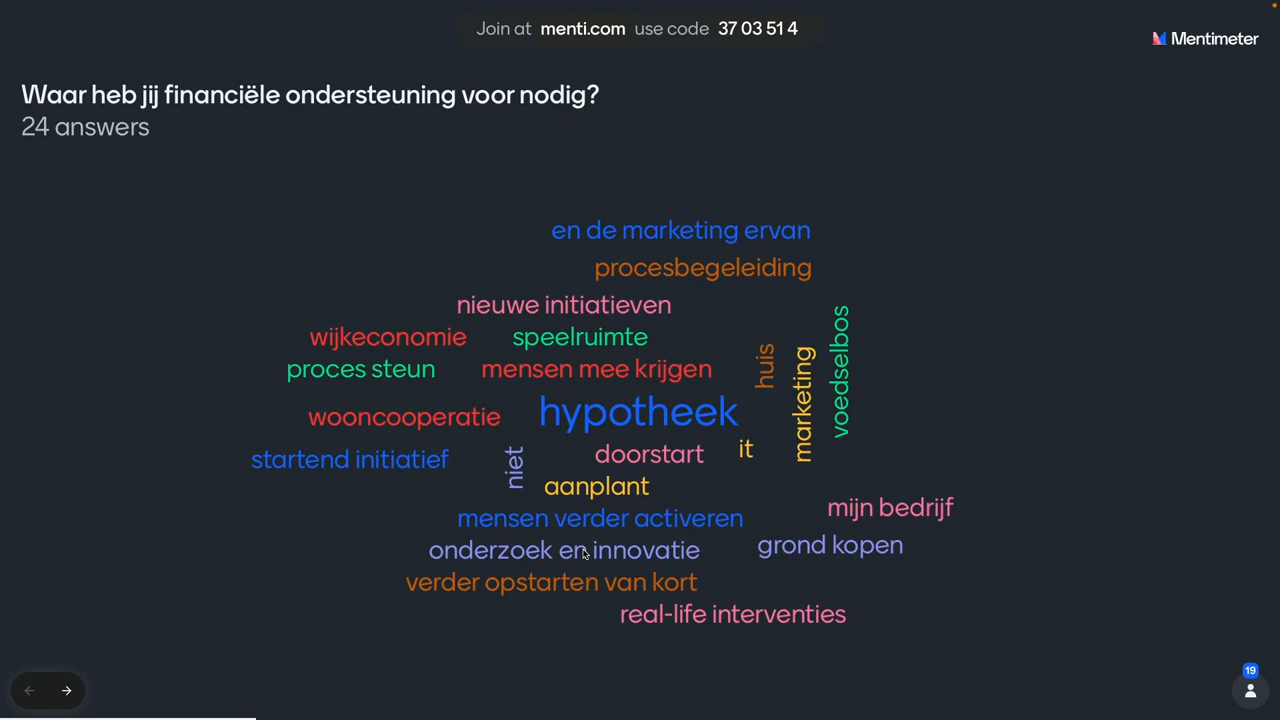 Join at menti.com use code 37 03 51 4
Mentimeter
Waar heb jij financiële ondersteuning voor nodig?
24 answers
en de marketing ervan
procesbegeleiding
nieuwe initiatieven
wijkeconomie
speelruimte
proces steun
mensen mee krijgen
huis
marketing
voedselbos
wooncooperatie
hypotheek
startend initiatief
niet
doorstart
it
aanplant
mijn bedrijf
mensen verder activeren
onderzoek en innovatie
grond kopen
verder opstarten van kort
real-life interventies
19